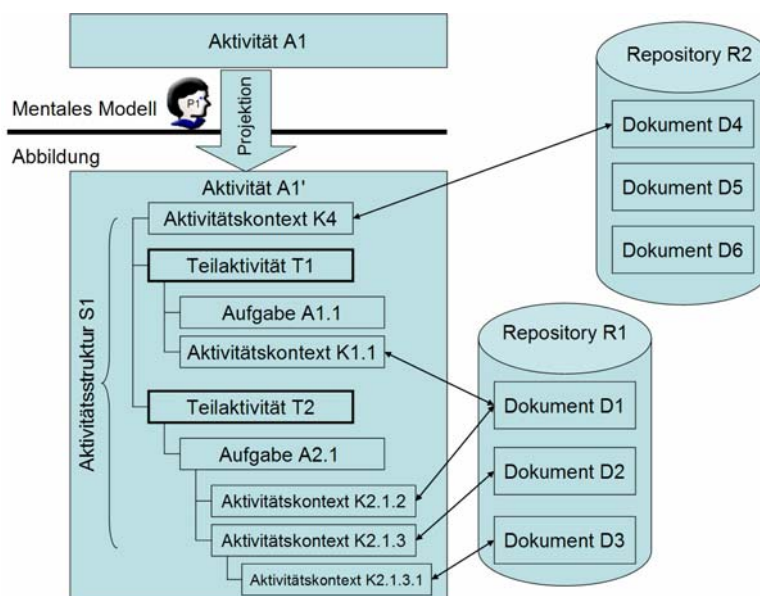 Aktivität A1
P1
Mentales Modell
Projektion
Abbildung
Aktivität A1'
Aktivitätsstruktur S1
Aktivitätskontext K4
Teilaktivität T1
Aufgabe A1.1
Aktivitätskontext K1.1
Teilaktivität T2
Aufgabe A2.1
Aktivitätskontext K2.1.2
Aktivitätskontext K2.1.3
Aktivitätskontext K2.1.3.1
Repository R2
Dokument D4
Dokument D5
Dokument D6
Repository R1
Dokument D1
Dokument D2
Dokument D3